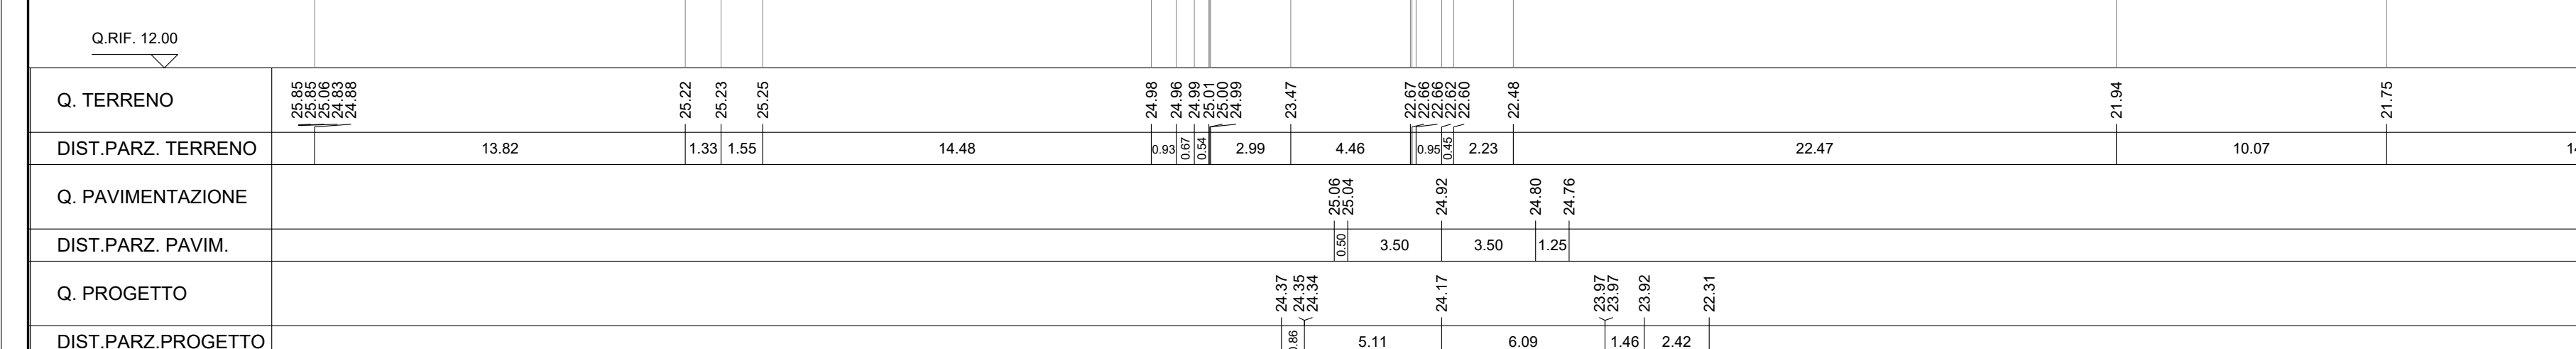 Q.RIF. 12.00
Q. TERRENO 25.85 25.85 25.06 24.83 24.88 25.22 25.23 25.25 24.98 24.96 24.99 25.01 25.00 24.99 23.47 22.67 22.66 22.66 22.62 22.60 22.48 21.94 21.75
DIST.PARZ. TERRENO 13.82 1.33 1.55 14.48 0.93 0.67 0.54 2.99 4.46 0.95 0.45 2.23 22.47 10.07
Q. PAVIMENTAZIONE 25.06 25.04 24.92 24.80 24.76
DIST.PARZ. PAVIM. 0.50 3.50 3.50 1.25
Q. PROGETTO 24.37 24.35 24.34 24.17 23.97 23.97 23.92 22.31
DIST.PARZ.PROGETTO 5.11 6.09 1.46 2.42